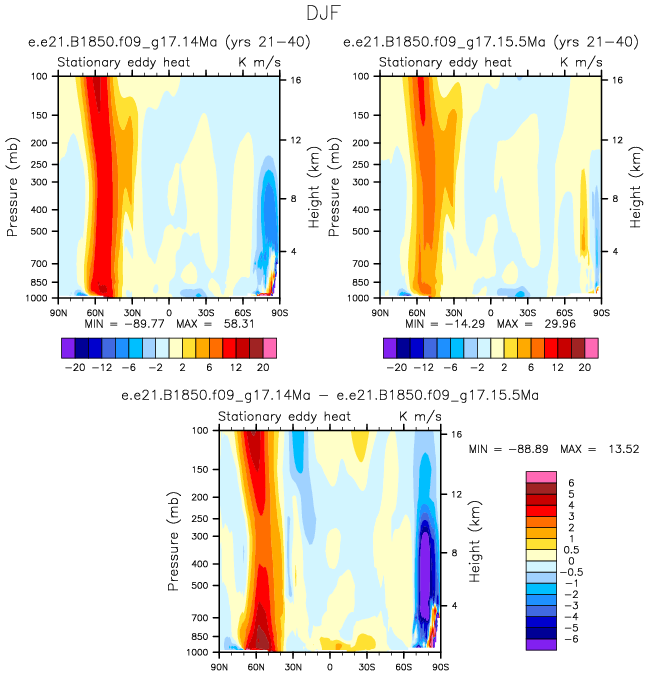 DJF
e.e21.B1850.f09_g17.14Ma (yrs 21-40)
Stationary eddy heat K m/s
Pressure (mb)
100
150
200
250
300
400
500
700
850
1000
16
12
8
4
Height (km)
90N 60N 30N 0 30S 60S 90S
MIN = -89.77 MAX = 58.31
-20 -12 -6 -2 2 6 12 20
e.e21.B1850.f09_g17.15.5Ma (yrs 21-40)
Stationary eddy heat K m/s
Pressure (mb)
100
150
200
250
300
400
500
700
850
1000
16
12
8
4
Height (km)
90N 60N 30N 0 30S 60S 90S
MIN = -14.29 MAX = 29.96
-20 -12 -6 -2 2 6 12 20
e.e21.B1850.f09_g17.14Ma - e.e21.B1850.f09_g17.15.5Ma
Stationary eddy heat K m/s
Pressure (mb)
100
150
200
250
300
400
500
700
850
1000
16
12
8
4
Height (km)
90N 60N 30N 0 30S 60S 90S
MIN = -88.89 MAX = 13.52
6
5
4
3
2
1
0.5
0
-0.5
-1
-2
-3
-4
-5
-6